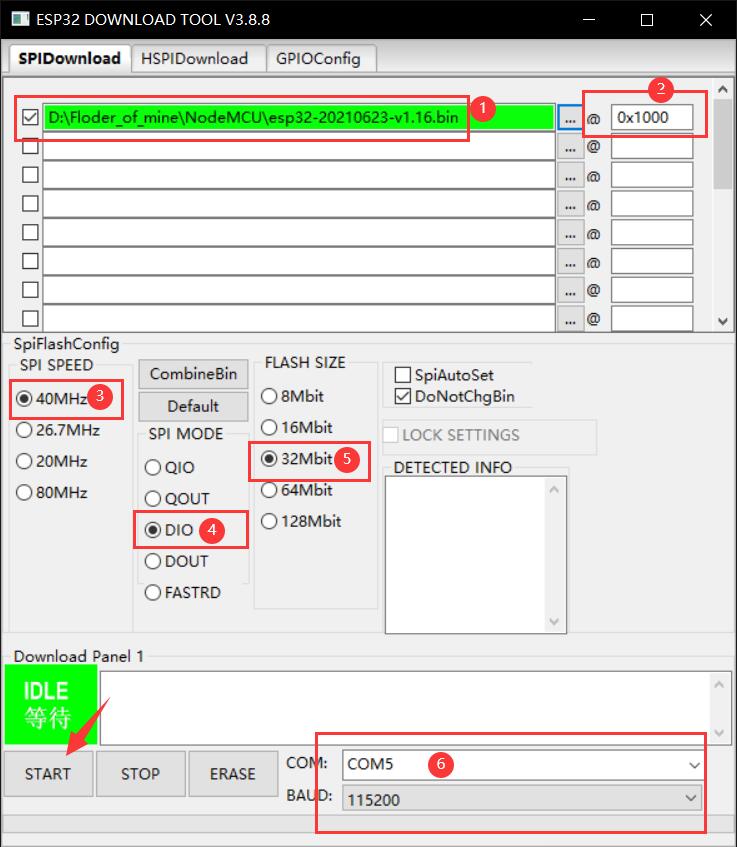 ESP32 DOWNLOAD TOOL V3.8.8
SPIDownload HSPIDownload GPIOConfig
D:\Floder_of_mine\NodeMCU\esp32-20210623-v1.16.bin 1 ... @ 2 0x1000
... @
... @
... @
... @
... @
... @
... @
SpiFlashConfig
SPI SPEED
40MHz 3
26.7MHz
20MHz
80MHz
CombineBin
Default
SPI MODE
QIO
QOUT
DIO 4
DOUT
FASTRD
FLASH SIZE
8Mbit
16Mbit
32Mbit 5
64Mbit
128Mbit
SpiAutoSet
DoNotChgBin
LOCK SETTINGS
DETECTED INFO
Download Panel 1
IDLE
等待
START STOP ERASE
COM: COM5 6
BAUD: 115200